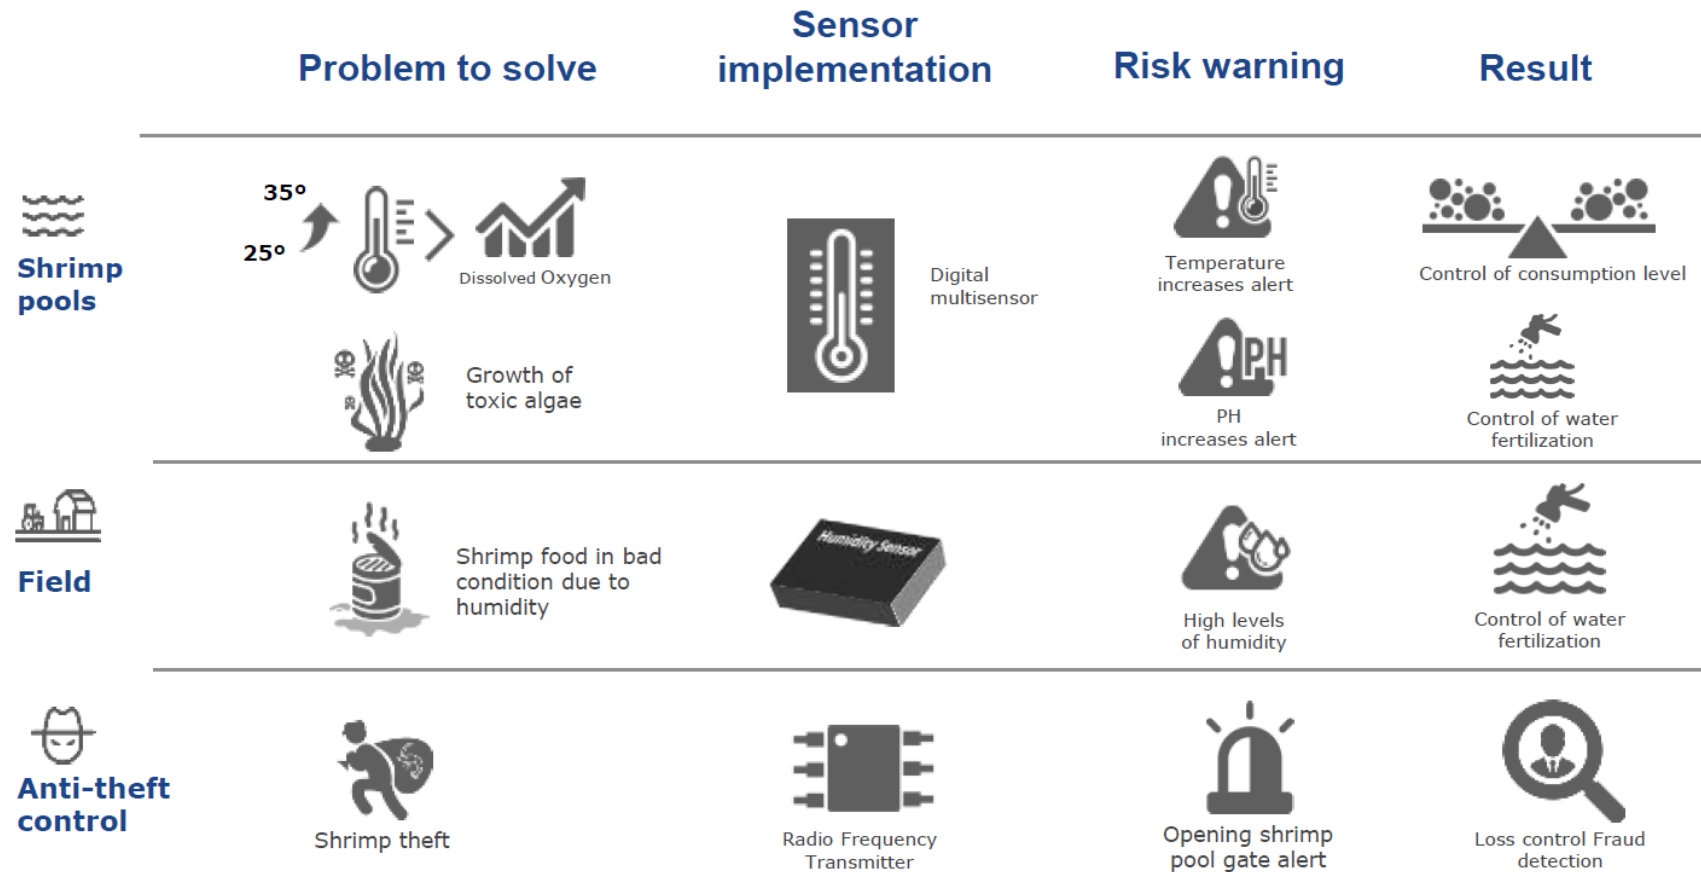 Problem to solve
Sensor
implementation
Risk warning
Result
Shrimp
pools
35º
25º
Dissolved Oxygen
Growth of
toxic algae
Digital
multisensor
Temperature
increases alert
PH
PH
increases alert
Control of consumption level
Control of water
fertilization
Field
Shrimp food in bad
condition due to
humidity
Humidity Sensor
High levels
of humidity
Control of water
fertilization
Anti-theft
control
Shrimp theft
Radio Frequency
Transmitter
Opening shrimp
pool gate alert
Loss control Fraud
detection